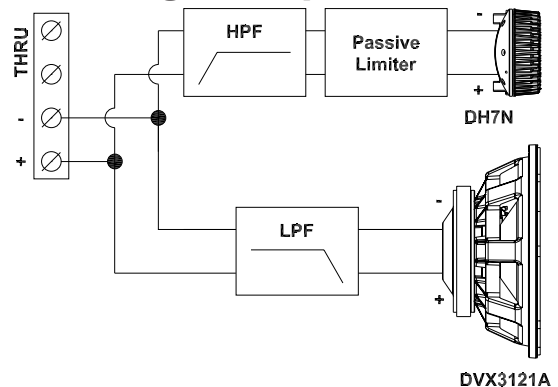 THRU
-
+
HPF
Passive
Limiter
-
+
DH7N
LPF
-
+
DVX3121A